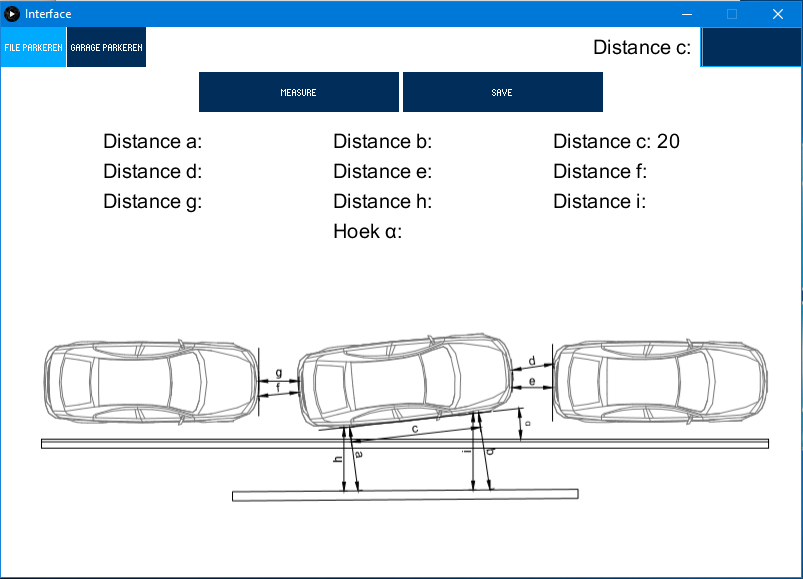 Interface
FILE PARKEREN GARAGE PARKEREN Distance c:
MEASURE SAVE
Distance a: Distance b: Distance c: 20
Distance d: Distance e: Distance f:
Distance g: Distance h: Distance i:
Hoek α:
g d
f e
c
h a i b